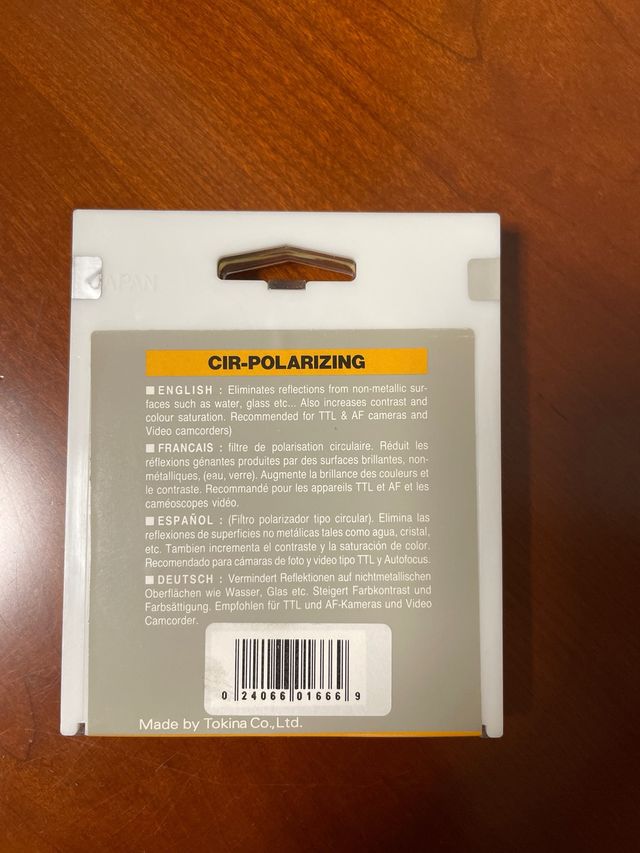 JAPAN
CIR-POLARIZING
■ ENGLISH : Eliminates reflections from non-metallic sur-
faces such as water, glass etc... Also increases contrast and
colour saturation. Recommended for TTL & AF cameras and
Video camcorders)
■ FRANCAIS : filtre de polarisation circulaire. Réduit les
réflexions génantes produites par des surfaces brillantes, non-
métalliques, (eau, verre). Augmente la brillance des couleurs et
le contraste. Recommandé pour les appareils TTL et AF et les
caméoscopes vidéo.
■ ESPAÑOL : (Filtro polarizador tipo circular). Elimina las
reflexiones de superficies no metálicas tales como agua, cristal,
etc. Tambien incrementa el contraste y la saturación de color.
Recomendado para cámaras de foto y video tipo TTL y Autofocus.
■ DEUTSCH : Vermindert Reflektionen auf nichtmetallischen
Oberflächen wie Wasser, Glas etc. Steigert Farbkontrast und
Farbsättigung. Empfohlen für TTL und AF-Kameras und Video
Camcorder.
0 24066 01666 9
Made by Tokina Co., Ltd.